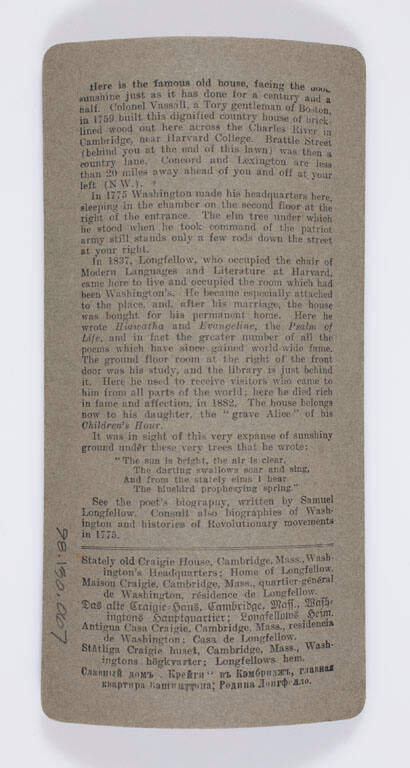 Here is the famous old house, facing the noon
sunshine just as it has done for a century and a
half. Colonel Vassall, a Tory gentleman of Boston,
in 1759 built this dignified country house of brick-
lined wood out here across the Charles River in
Cambridge, near Harvard College. Brattle Street
(behind you at the end of this lawn) was then a
country lane. Concord and Lexington are less
than 20 miles away ahead of you and off at your
left (N.W.).
In 1775 Washington made his headquarters here,
sleeping in the chamber on the second floor at the
right of the entrance. The elm tree under which
he stood when he took command of the patriot
army still stands only a few rods down the street
at your right.
In 1837, Longfellow, who occupied the chair of
Modern Languages and Literature at Harvard,
came here to live and occupied the room which had
been Washington's. He became especially attached
to the place, and, after his marriage, the house
was bought for his permanent home. Here he
wrote Hiawatha and Evangeline, the Psalm of
Life, and in fact the greater number of all the
poems which have since gained world-wide fame.
The ground floor room at the right of the front
door was his study, and the library is just behind
it. Here he used to receive visitors who came to
him from all parts of the world; here he died rich
in fame and affection, in 1882. The house belongs
now to his daughter, the "grave Alice" of his
Children's Hour.
It was in sight of this very expanse of sunshiny
ground under these very trees that he wrote:
"The sun is bright, the air is clear,
The darting swallows soar and sing,
And from the stately elms I hear
The bluebird prophesying spring."
See the poet's biography, written by Samuel
Longfellow. Consult also biographies of Wash-
ington and histories of Revolutionary movements
in 1775.
Stately old Craigie House, Cambridge, Mass., Wash-
ington's Headquarters; Home of Longfellow.
Maison Craigie, Cambridge, Mass., quartier-général
de Washington, résidence de Longfellow.
Das alte Craigie-Haus, Cambridge, Mass., Wash-
ingtons Hauptquartier; Longfellows Heim.
Antigua Casa Craigie, Cambridge, Mass., residencia
de Washington; Casa de Longfellow.
Ståtliga Craigie huset, Cambridge, Mass., Wash-
ingtons högkvarter; Longfellows hem.
Славный домъ „Крейги" въ Кэмбриджъ, главная
квартира Вашингтона; Родина Лонгфелло.
98.190.007